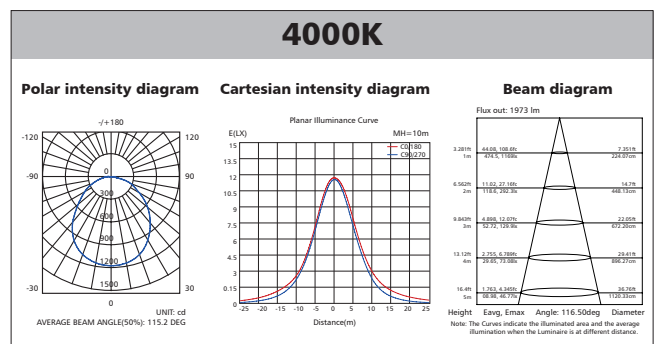 4000K
Polar intensity diagram
-/+180
-120
120
-90
90
0
300
600
900
1200
1500
-30
30
0
UNIT: cd
AVERAGE BEAM ANGLE(50%): 115.2 DEG
Cartesian intensity diagram
Planar Illuminance Curve
E(LX)
MH=10m
C0/180
C90/270
15
13.5
12
10.5
9
7.5
6
4.5
3
0.15
0
-25 -20 -15 -10 -5 0 5 10 15 20 25
Distance(m)
Beam diagram
Flux out: 1973 lm
3.281ft 44.08, 108.6fc 7.351ft
1m 474.5, 1169lx 224.07cm
6.562ft 11.02, 27.16fc 14.7ft
2m 118.6, 292.3lx 448.13cm
9.843ft 4.898, 12.07fc 22.05ft
3m 52.72, 129.9lx 672.20cm
13.12ft 2.755, 6.789fc 29.41ft
4m 29.65, 73.08lx 896.27cm
16.4ft 1.763, 4.345fc 36.76ft
5m 08.98, 46.77lx 1120.33cm
Height Eavg, Emax Angle: 116.50deg Diameter
Note: The Curves indicate the illuminated area and the average
illumination when the Luminaire is at different distance.